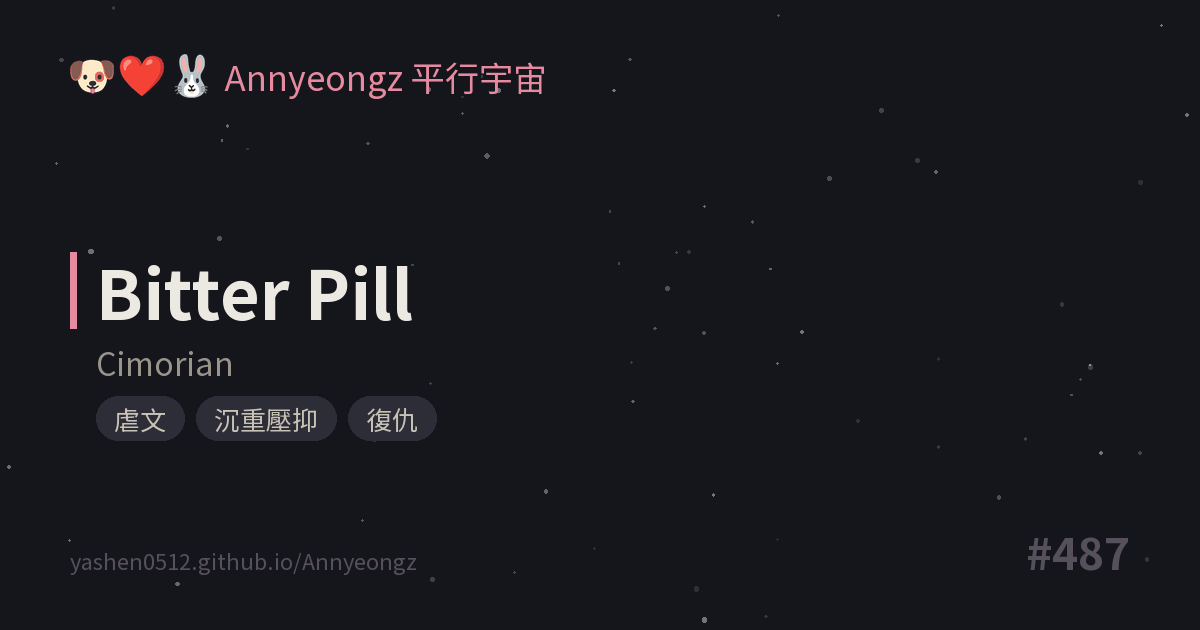 🐶❤️🐰 Annyeongz 平行宇宙
Bitter Pill
Cimorian
虐文 沉重壓抑 復仇
yashen0512.github.io/Annyeongz
#487